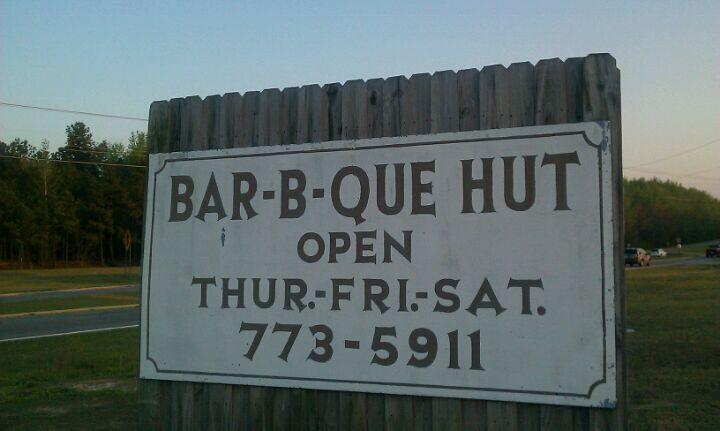 BAR-B-QUE HUT
OPEN
THUR.-FRI.-SAT.
773-5911